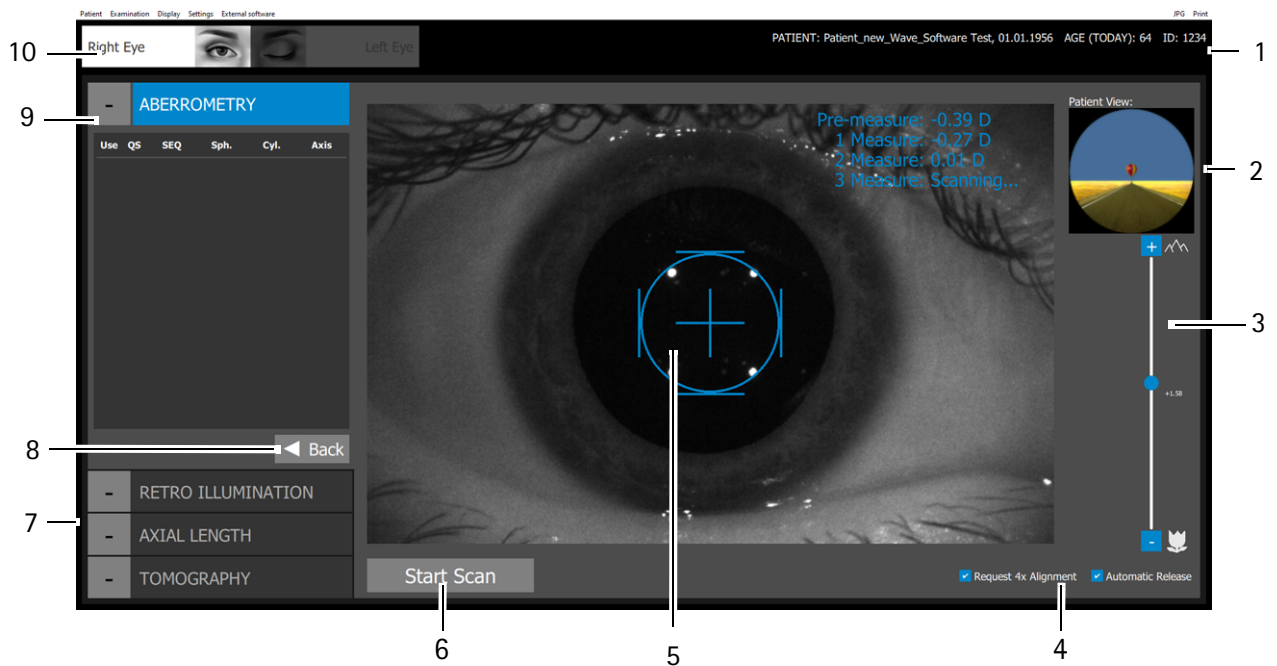 Patient Examination Display Settings External software JPG Print
Right Eye Left Eye
PATIENT: Patient_new_Wave_Software Test, 01.01.1956 AGE (TODAY): 64 ID: 1234
10
1
- ABERROMETRY
9
Use QS SEQ Sph. Cyl. Axis
Pre-measure: -0.39 D
1 Measure: -0.27 D
2 Measure: 0.01 D
3 Measure: Scanning...
Patient View:
2
+
3
+1.58
8
Back
- RETRO ILLUMINATION
7
- AXIAL LENGTH
- TOMOGRAPHY
-
Start Scan
Request 4x Alignment Automatic Release
6
5
4